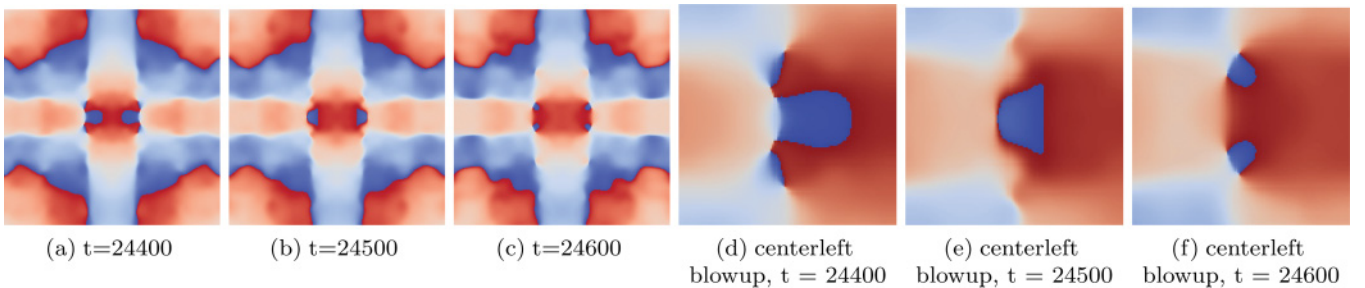 (a) t=24400
(b) t=24500
(c) t=24600
(d) centerleft
blowup, t = 24400
(e) centerleft
blowup, t = 24500
(f) centerleft
blowup, t = 24600